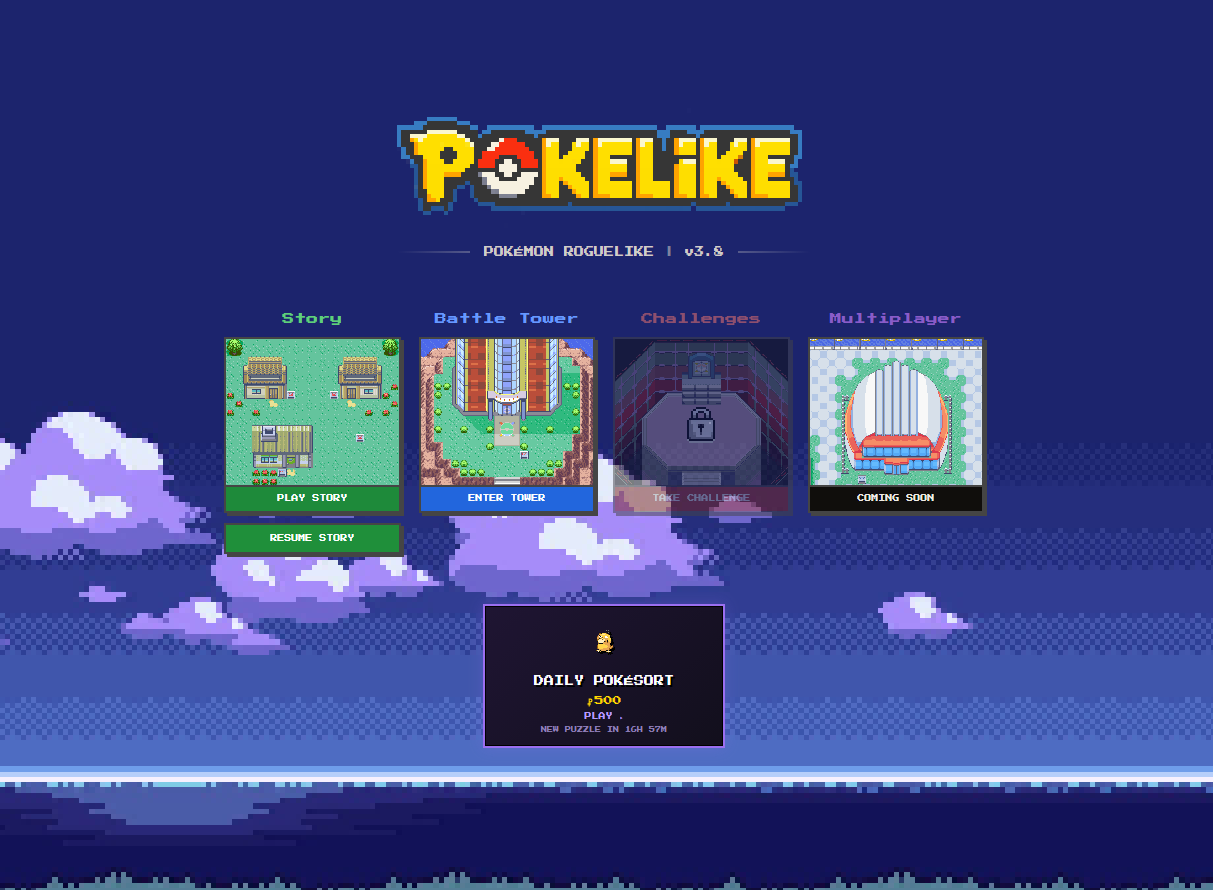 POKELiKE
POKéMON ROGUELIKE | v3.8
Story
Battle Tower
Challenges
Multiplayer
PLAY STORY
ENTER TOWER
TAKE CHALLENGE
COMING SOON
RESUME STORY
DAILY POKéSORT
₽500
PLAY .
NEW PUZZLE IN 16H 57M